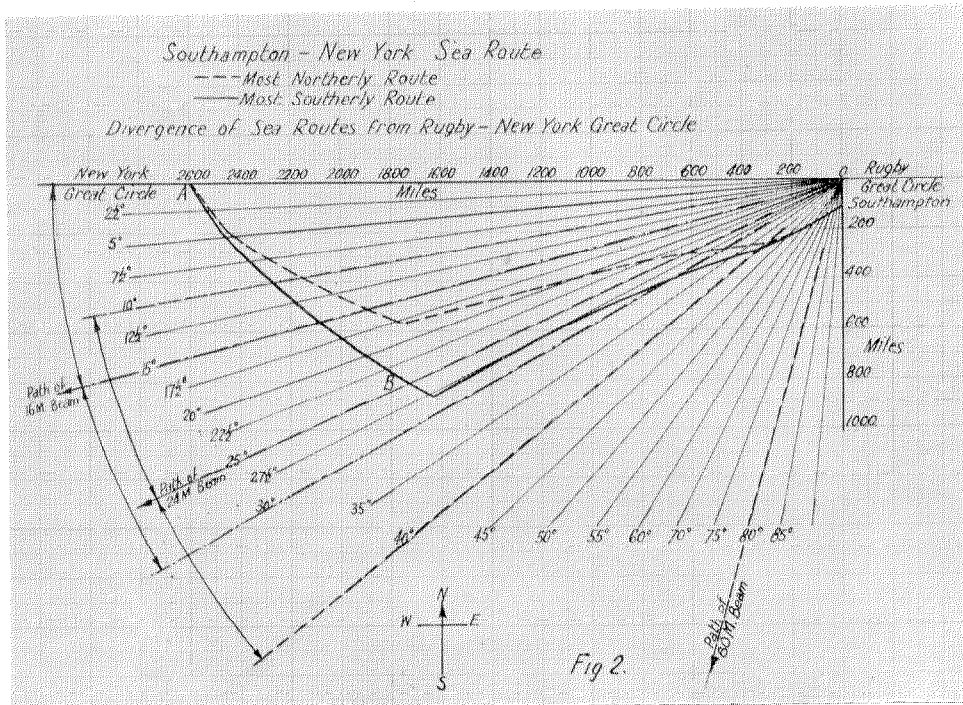 Southampton – New York Sea Route
Most Northerly Route
Most Southerly Route
Divergence of Sea Routes from Rugby – New York Great Circle
New York 2600 2400 2200 2000 1800 1600 1400 1200 1000 800 600 400 200 0 Rugby
Great Circle A Miles Great Circle
Southampton
2½°
200
5°
7½°
400
10°
600
12½°
Miles
15°
800
Path of
16M. Beam
17½°
B
20°
1000
22½°
25°
Path of
24M. Beam
27½°
30°
35°
40° 45° 50° 55° 60° 70° 75° 80° 85°
N
W E
S
Path of
60M. Beam
Fig 2.